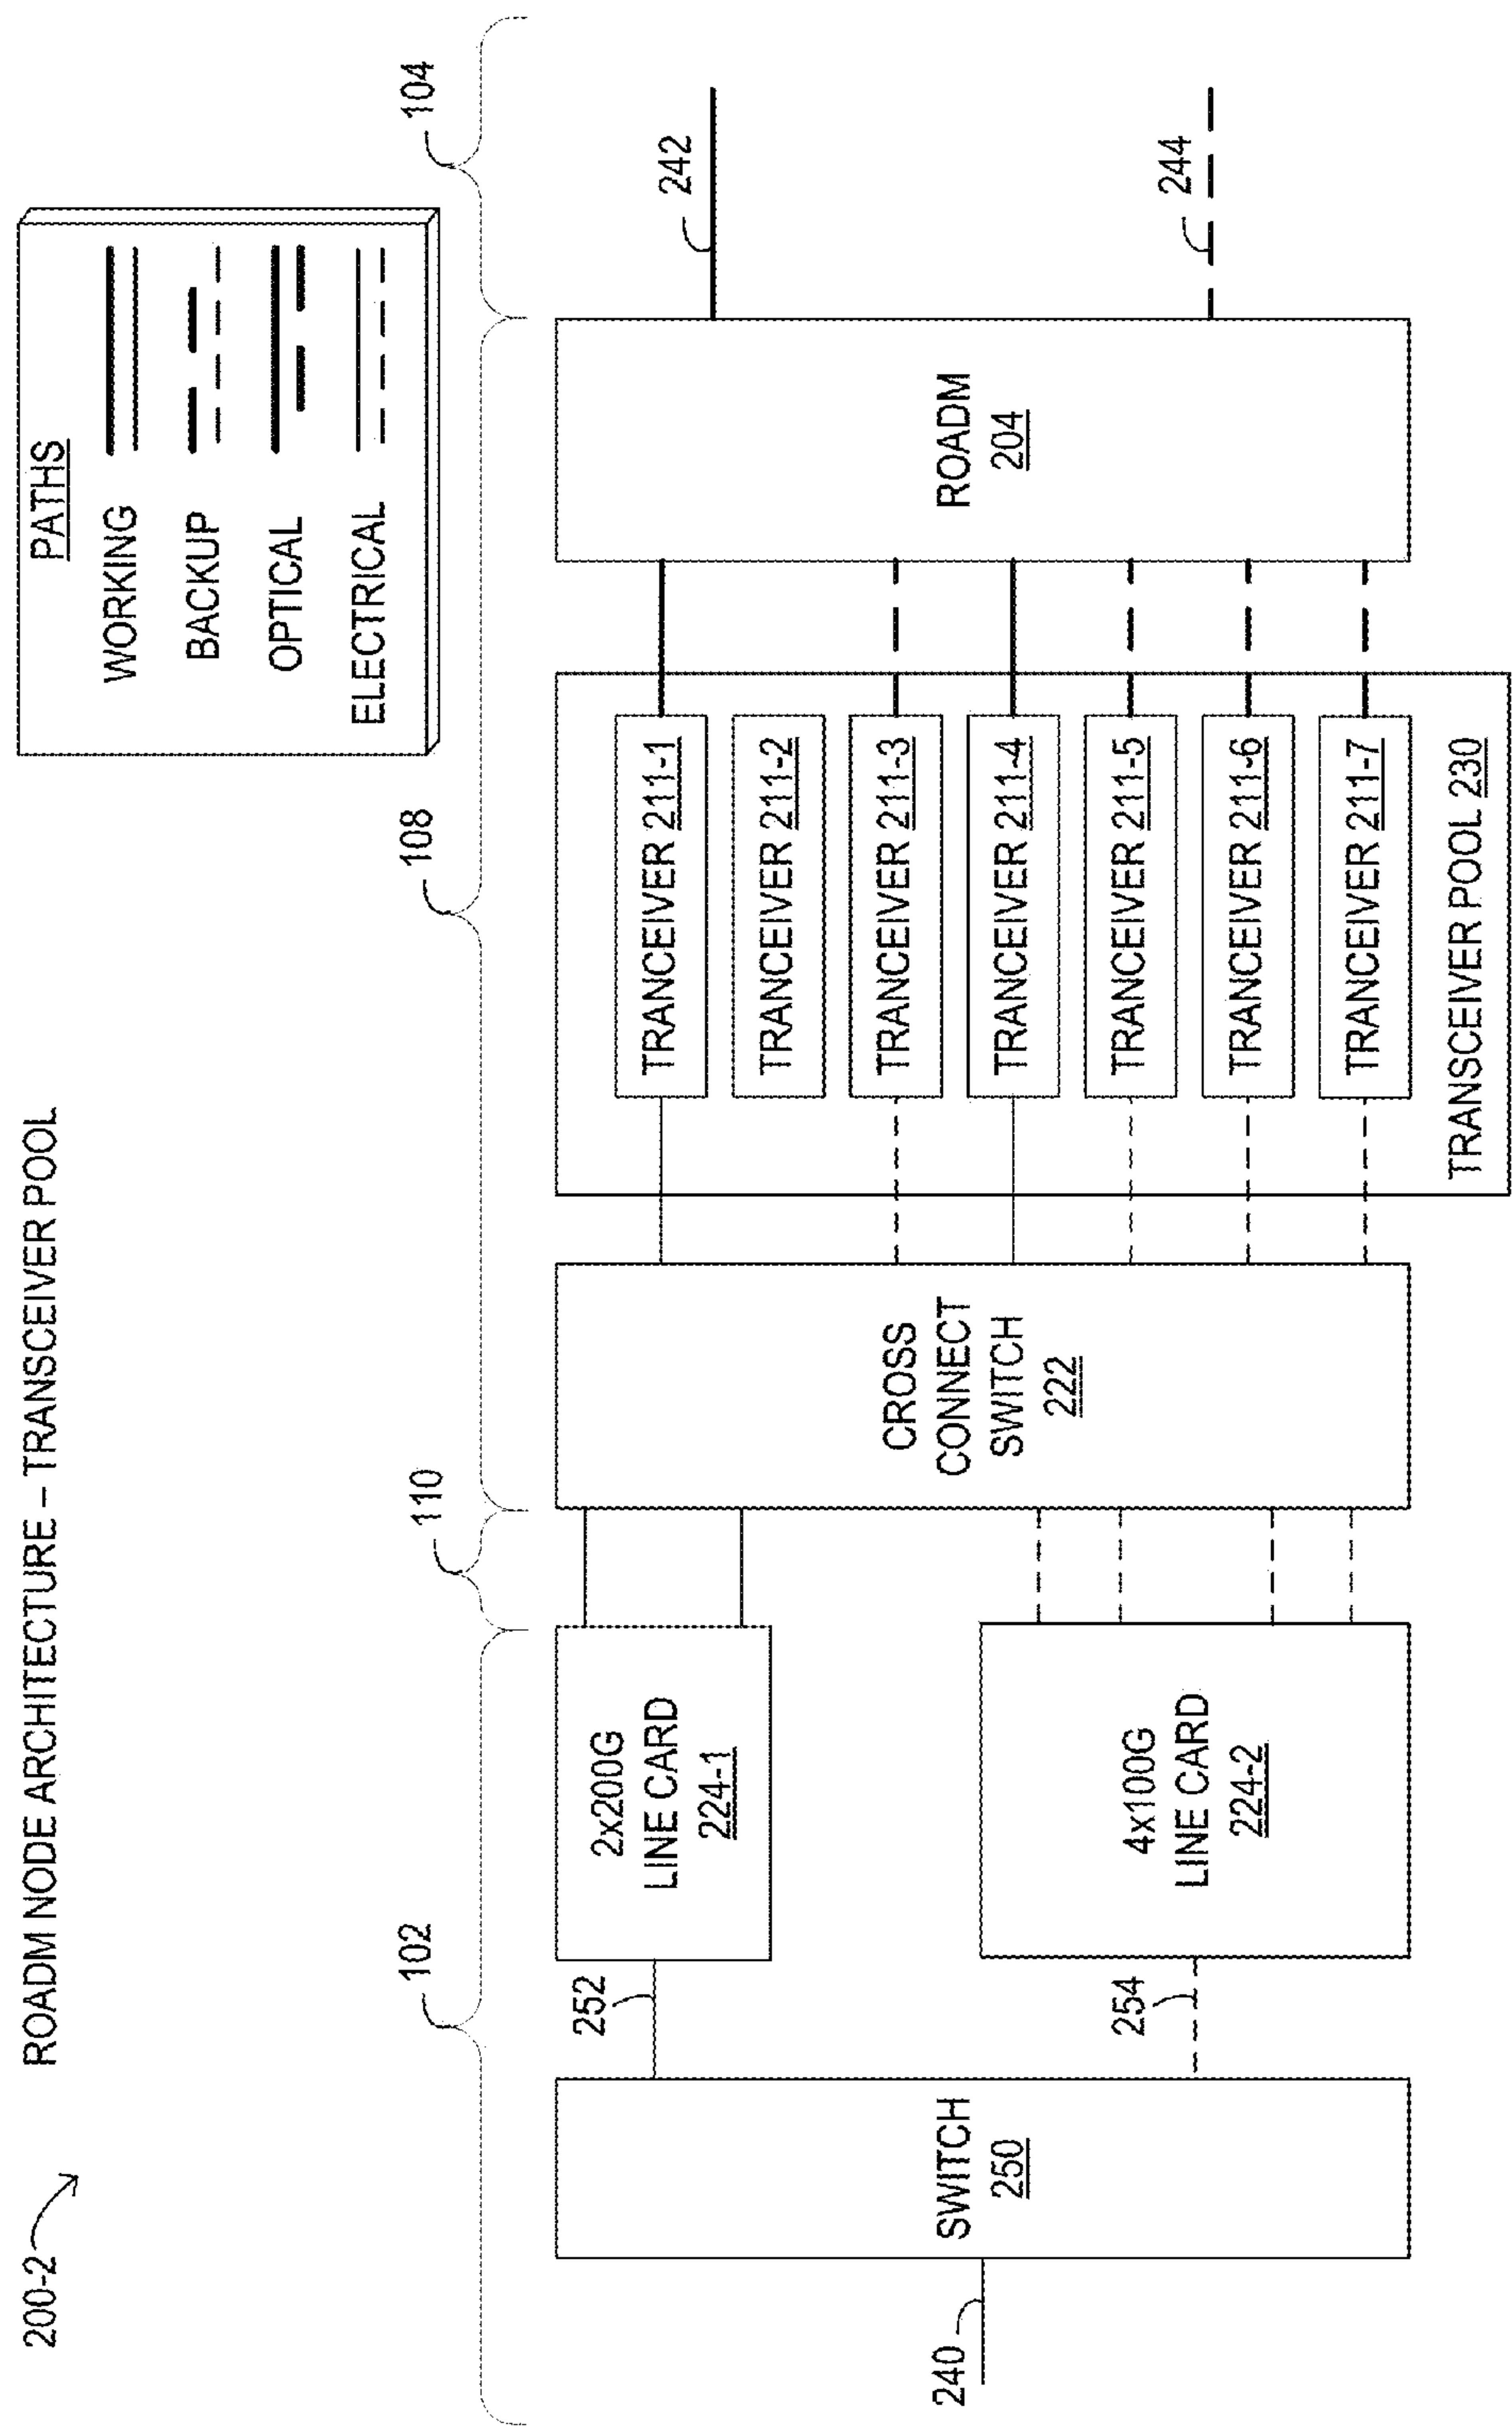 200-2
ROADM NODE ARCHITECTURE – TRANSCEIVER POOL
PATHS
WORKING
BACKUP
OPTICAL
ELECTRICAL
102
110
108
104
240
SWITCH
250
252
254
2x200G
LINE CARD
224-1
4x100G
LINE CARD
224-2
CROSS
CONNECT
SWITCH
222
TRANCEIVER 211-1
TRANCEIVER 211-2
TRANCEIVER 211-3
TRANCEIVER 211-4
TRANCEIVER 211-5
TRANCEIVER 211-6
TRANCEIVER 211-7
TRANSCEIVER POOL 230
ROADM
204
242
244